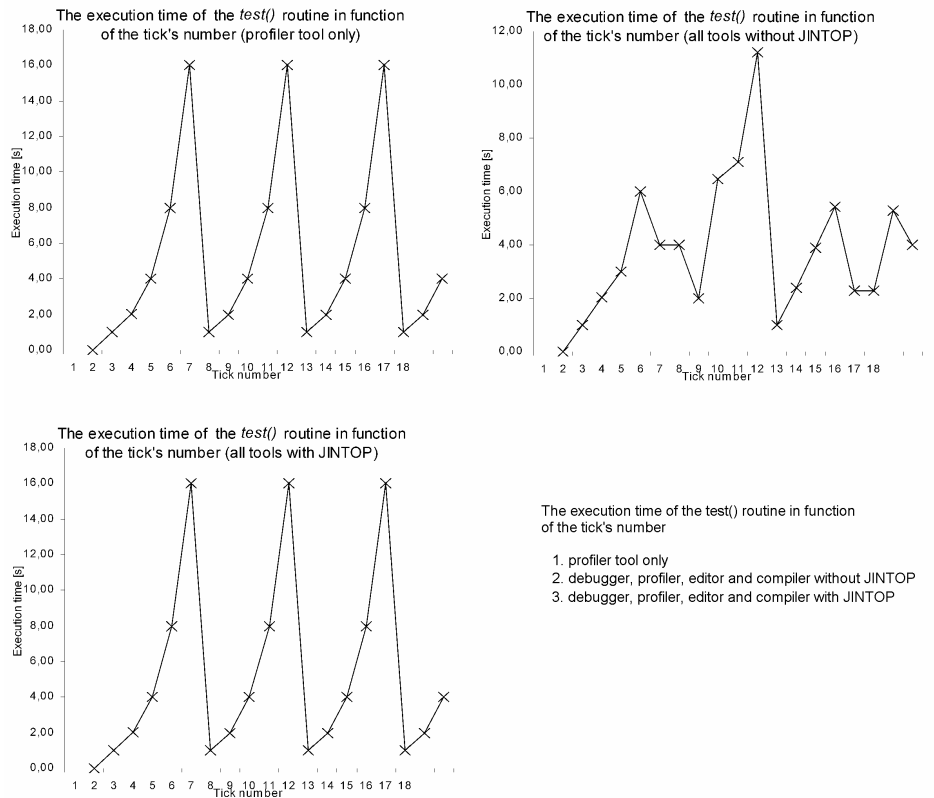 The execution time of the test() routine in function
of the tick's number (profiler tool only)
18,00
16,00
14,00
12,00
10,00
8,00
6,00
4,00
2,00
0,00
Execution time [s]
1 2 3 4 5 6 7 8 9 10 11 12 13 14 15 16 17 18
Tick number
The execution time of the test() routine in function
of the tick's number (all tools without JINTOP)
12,00
10,00
8,00
6,00
4,00
2,00
0,00
Execution time [s]
1 2 3 4 5 6 7 8 9 10 11 12 13 14 15 16 17 18
Tick number
The execution time of the test() routine in function
of the tick's number (all tools with JINTOP)
18,00
16,00
14,00
12,00
10,00
8,00
6,00
4,00
2,00
0,00
Execution time [s]
1 2 3 4 5 6 7 8 9 10 11 12 13 14 15 16 17 18
Tick number
The execution time of the test() routine in function
of the tick's number
1. profiler tool only
2. debugger, profiler, editor and compiler without JINTOP
3. debugger, profiler, editor and compiler with JINTOP